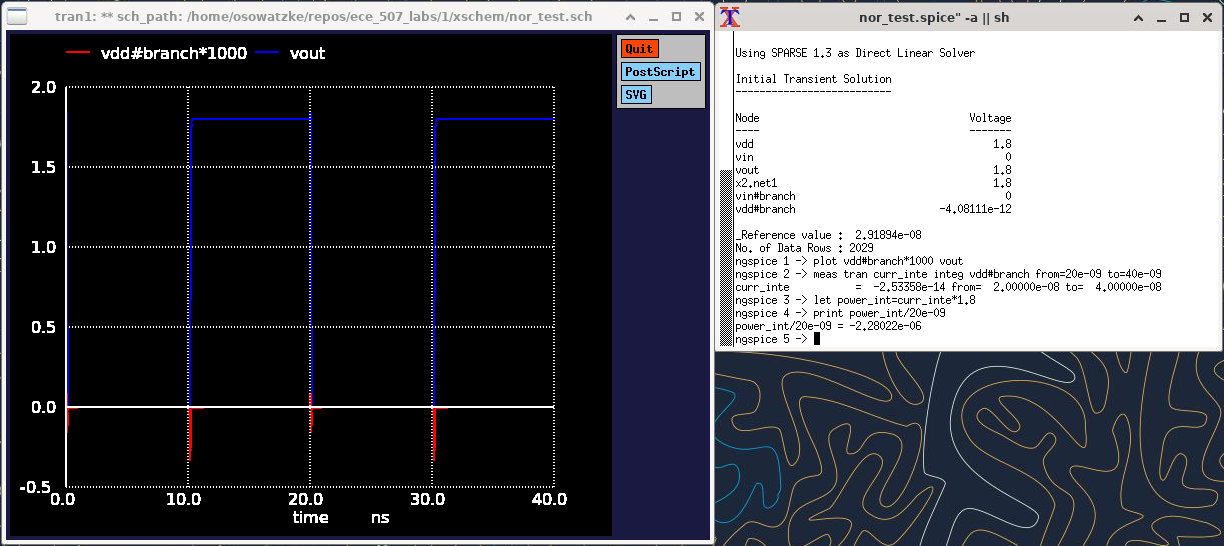 tran1: ** sch_path: /home/osowatzke/repos/ece_507_labs/1/xschem/nor_test.sch
vdd#branch*1000 vout
Quit
PostScript
SVG
2.0
1.5
1.0
0.5
0.0
-0.5
0.0 10.0 20.0 30.0 40.0
time ns
nor_test.spice" -a || sh
Using SPARSE 1.3 as Direct Linear Solver
Initial Transient Solution
--------------------------
Node Voltage
---- -------
vdd 1.8
vin 0
vout 1.8
x2.net1 1.8
vin#branch 0
vdd#branch -4.08111e-12
_Reference value : 2.91894e-08
No. of Data Rows : 2029
ngspice 1 -> plot vdd#branch*1000 vout
ngspice 2 -> meas tran curr_inte integ vdd#branch from=20e-09 to=40e-09
curr_inte = -2.53358e-14 from= 2.00000e-08 to= 4.00000e-08
ngspice 3 -> let power_int=curr_inte*1.8
ngspice 4 -> print power_int/20e-09
power_int/20e-09 = -2.28022e-06
ngspice 5 ->